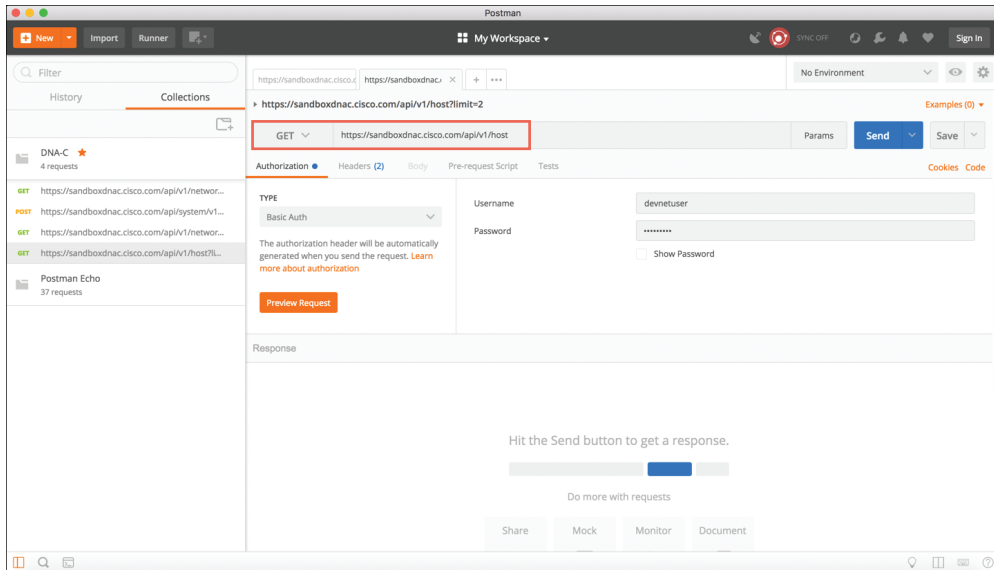 Postman
New
Import
Runner
My Workspace
SYNC OFF
Sign In
Filter
History
Collections
DNA-C
4 requests
GET https://sandboxdnac.cisco.com/api/v1/networ...
POST https://sandboxdnac.cisco.com/api/system/v1...
GET https://sandboxdnac.cisco.com/api/v1/networ...
GET https://sandboxdnac.cisco.com/api/v1/host?li...
Postman Echo
37 requests
https://sandboxdnac.cisco.c
https://sandboxdnac.
No Environment
https://sandboxdnac.cisco.com/api/v1/host?limit=2
Examples (0)
GET
https://sandboxdnac.cisco.com/api/v1/host
Params
Send
Save
Authorization
Headers (2)
Body
Pre-request Script
Tests
Cookies
Code
TYPE
Basic Auth
The authorization header will be automatically
generated when you send the request. Learn
more about authorization
Preview Request
Username
devnetuser
Password
Show Password
Response
Hit the Send button to get a response.
Do more with requests
Share
Mock
Monitor
Document